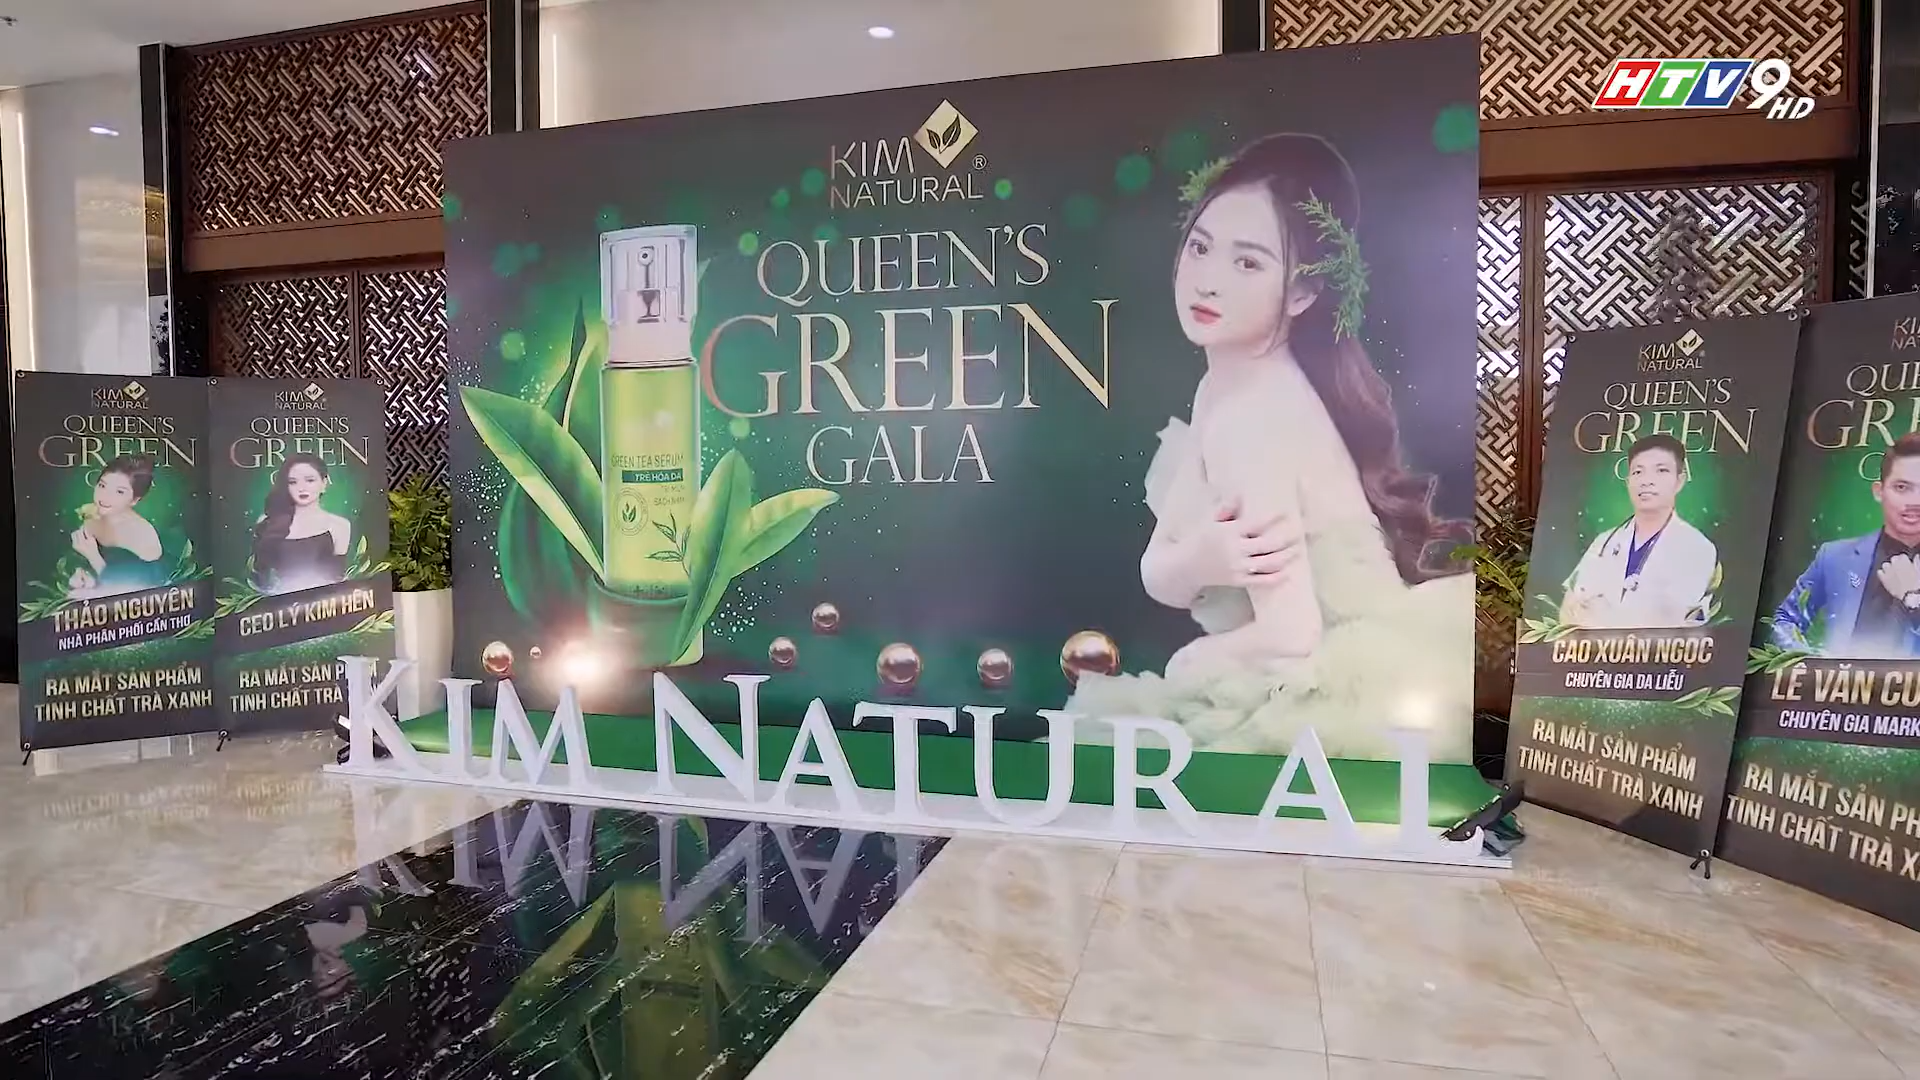 HTV9 HD
KIM
NATURAL
®
QUEEN'S
GREEN
GALA
GREEN TEA SERUM
TRẺ HÓA DA
KIM NATURAL
KIM
NATURAL
QUEEN'S
GREEN
THẢO NGUYÊN
NHÀ PHÂN PHỐI CẦN THƠ
RA MẮT SẢN PHẨM
TINH CHẤT TRÀ XANH
KIM
NATURAL
QUEEN'S
GREEN
CEO LÝ KIM HÊN
RA MẮT SẢN
TINH CHẤT TRÀ
KIM
NATURAL
QUEEN'S
GREEN
CAO XUÂN NGỌC
CHUYÊN GIA DA LIỄU
RA MẮT SẢN PHẨM
TINH CHẤT TRÀ XANH
KI
NA
QUE
GR
LÊ VĂN CƯ
CHUYÊN GIA MARK
RA MẮT SẢN PH
TINH CHẤT TRÀ X